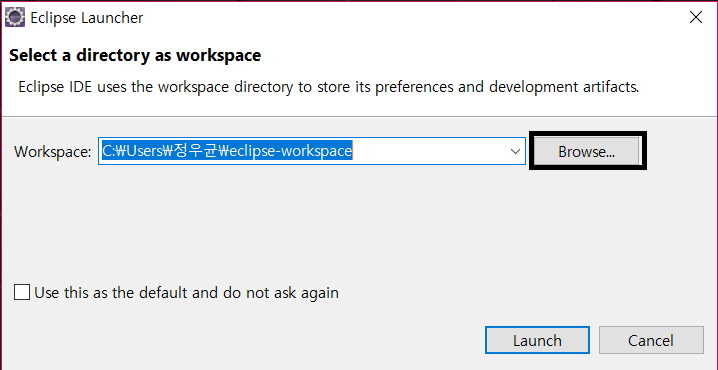 Eclipse Launcher
Select a directory as workspace
Eclipse IDE uses the workspace directory to store its preferences and development artifacts.
Workspace: C:₩Users₩정우균₩eclipse-workspace Browse...
Use this as the default and do not ask again
Launch Cancel